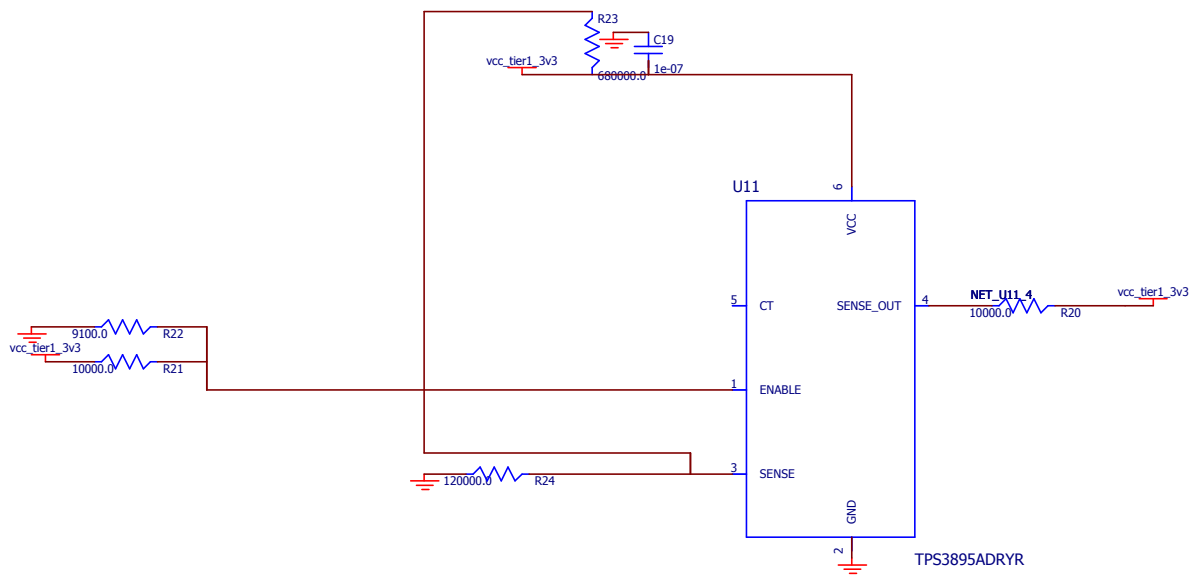 R23
C19
vcc_tier1_3v3
680000.0
1e-07
U11
6
VCC
5
CT
SENSE_OUT
4
NET_U11_4
10000.0
R20
vcc_tier1_3v3
9100.0
R22
vcc_tier1_3v3
10000.0
R21
1
ENABLE
3
SENSE
120000.0
R24
GND
2
TPS3895ADRYR